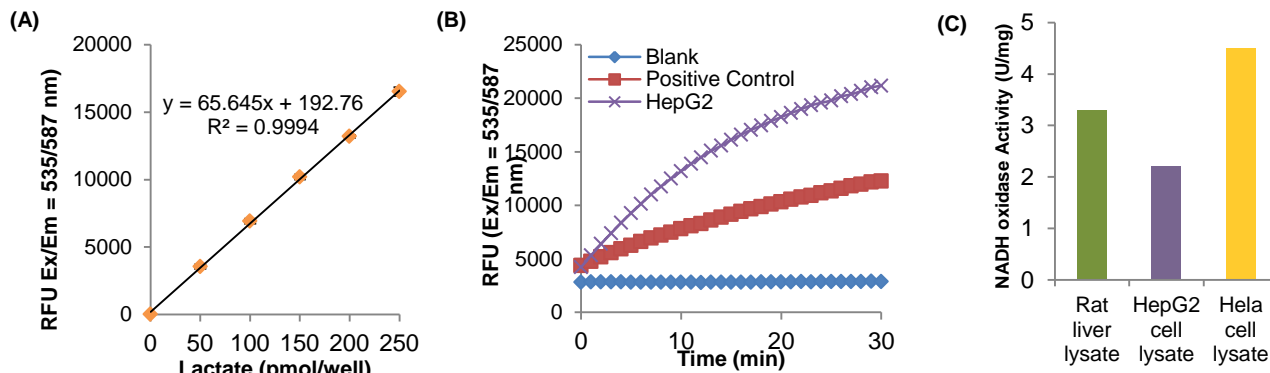 (A)
20000
15000
10000
5000
0
RFU Ex/Em = 535/587 nm)
y = 65.645x + 192.76
R² = 0.9994
0 50 100 150 200 250
Lactate (pmol/well)
(B)
25000
20000
15000
10000
5000
0
RFU (Ex/Em = 535/587
nm)
Blank
Positive Control
HepG2
0 10 20 30
Time (min)
(C)
5
4
3
2
1
0
NADH oxidase Activity (U/mg)
Rat
liver
lysate
HepG2
cell
lysate
Hela
cell
lysate